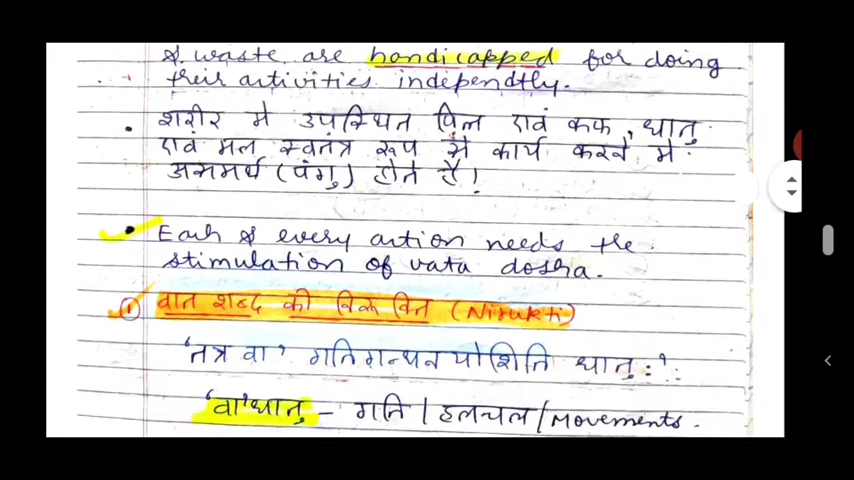 & waste are handicapped for doing
their activities independtly.
• शरीर मे उपस्थित पित्त एवं कफ, धातु
एवं मल स्वतंत्र रूप से कार्य करने मे
असमर्थ (पंगु) होते है।
• Each & every action needs the
stimulation of vata dosha.
① वात शब्द की निरूक्ति (Nirukti)
'तत्र वा' गतिगन्धनयोरिति धातु:'
'वा' धातु - गति / हलचल / Movements.